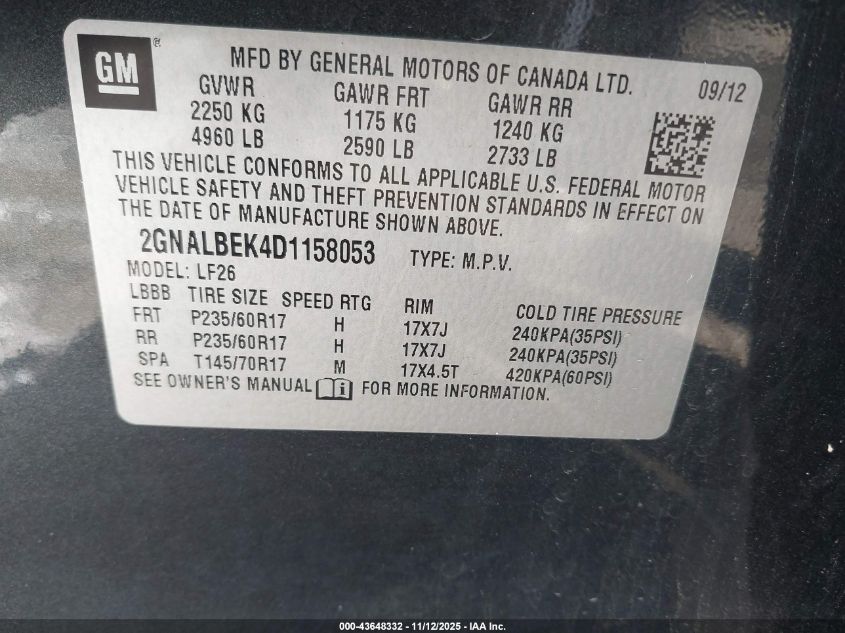 GM ®
MFD BY GENERAL MOTORS OF CANADA LTD.
09/12
GVWR GAWR FRT GAWR RR
2250 KG 1175 KG 1240 KG
4960 LB 2590 LB 2733 LB
THIS VEHICLE CONFORMS TO ALL APPLICABLE U.S. FEDERAL MOTOR
VEHICLE SAFETY AND THEFT PREVENTION STANDARDS IN EFFECT ON
THE DATE OF MANUFACTURE SHOWN ABOVE.
2GNALBEK4D1158053 TYPE: M.P.V.
MODEL: LF26
LBBB TIRE SIZE SPEED RTG RIM COLD TIRE PRESSURE
FRT P235/60R17 H 17X7J 240KPA(35PSI)
RR P235/60R17 H 17X7J 240KPA(35PSI)
SPA T145/70R17 M 17X4.5T 420KPA(60PSI)
SEE OWNER'S MANUAL i FOR MORE INFORMATION.
000-43648332 - 11/12/2025 - IAA Inc.